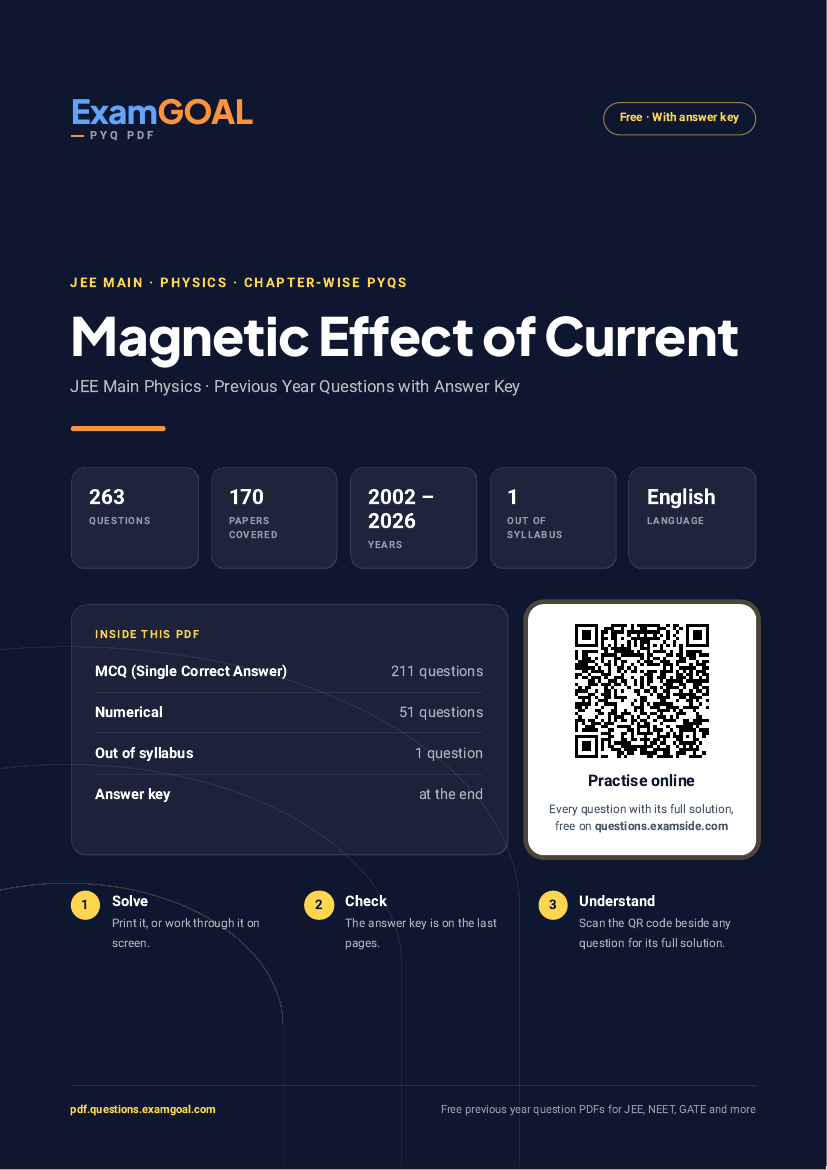 ExamGOAL
PYQ PDF
Free · With answer key
JEE MAIN · PHYSICS · CHAPTER-WISE PYQS
Magnetic Effect of Current
JEE Main Physics · Previous Year Questions with Answer Key
263
QUESTIONS
170
PAPERS
COVERED
2002 –
2026
YEARS
1
OUT OF
SYLLABUS
English
LANGUAGE
INSIDE THIS PDF
MCQ (Single Correct Answer) 211 questions
Numerical 51 questions
Out of syllabus 1 question
Answer key at the end
Practise online
Every question with its full solution,
free on questions.examside.com
1 Solve
Print it, or work through it on
screen.
2 Check
The answer key is on the last
pages.
3 Understand
Scan the QR code beside any
question for its full solution.
pdf.questions.examgoal.com
Free previous year question PDFs for JEE, NEET, GATE and more